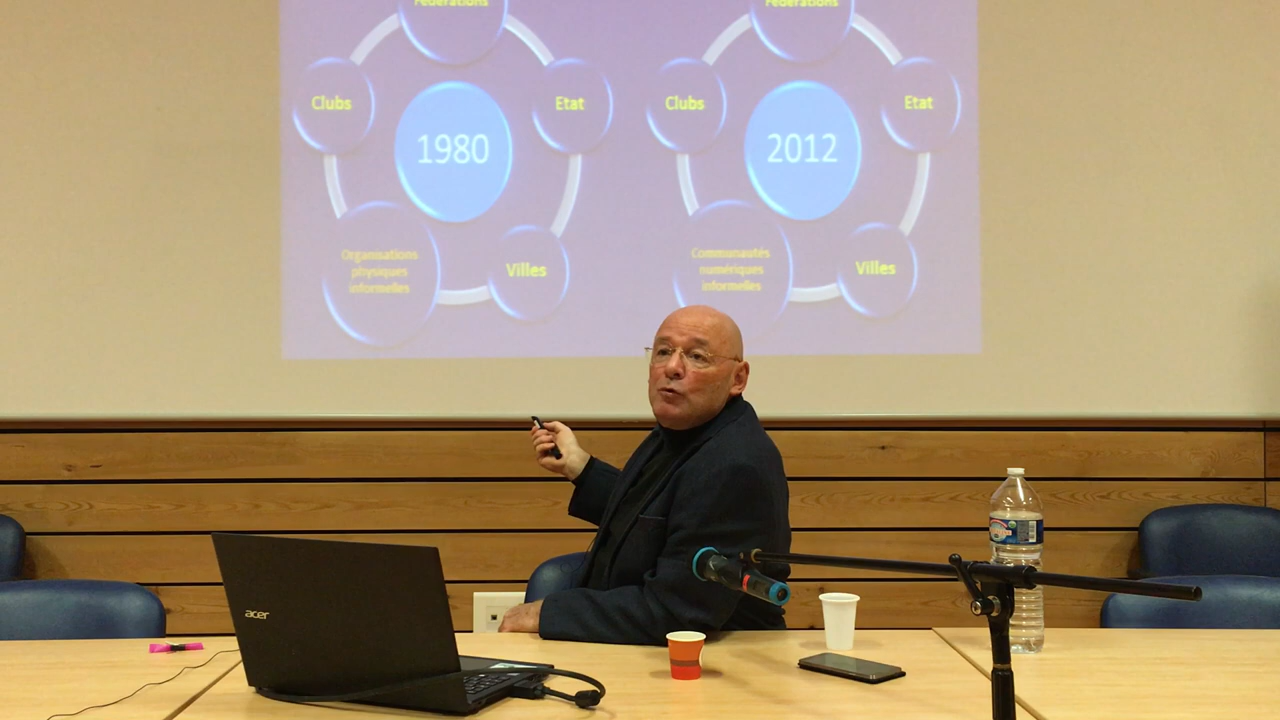 Fédérations
Clubs
Etat
1980
Organisations
physiques
informelles
Villes
Fédérations
Clubs
Etat
2012
Communautés
numériques
informelles
Villes
acer